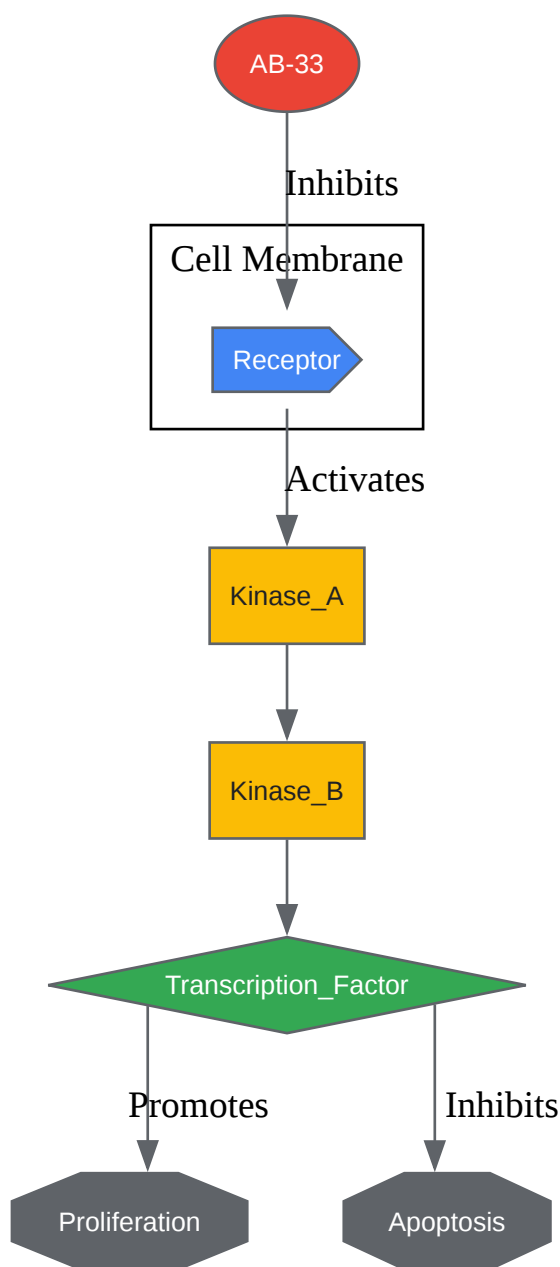 AB-33
Inhibits
Cell Membrane
Receptor
Activates
Kinase_A
Kinase_B
Transcription_Factor
Promotes
Inhibits
Proliferation
Apoptosis